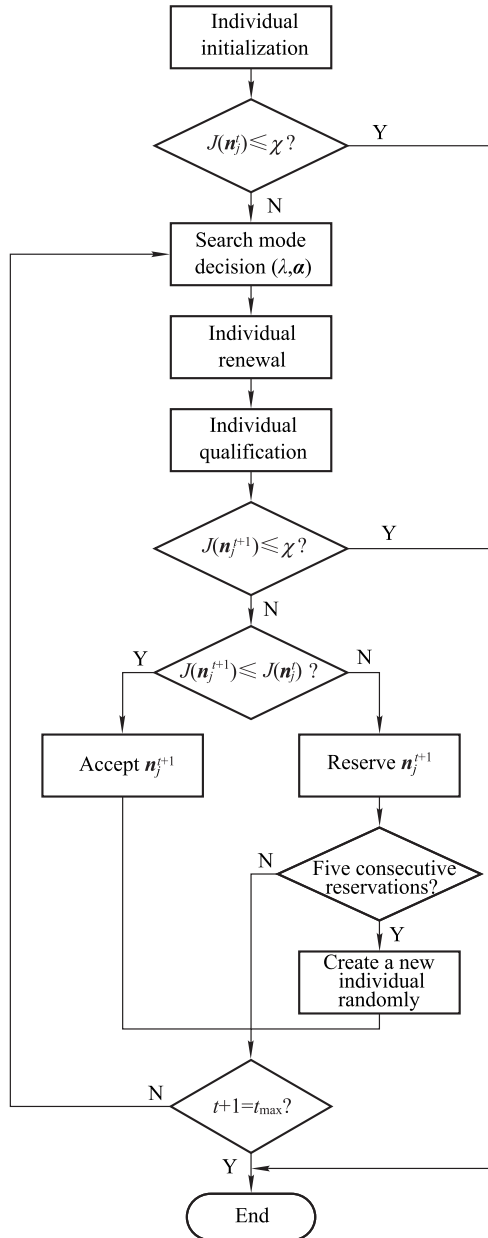 Individual
initialization
J(n_j^t)≤χ?
Y
N
Search mode
decision (λ,α)
Individual
renewal
Individual
qualification
J(n_j^{t+1})≤χ?
Y
N
Y
J(n_j^{t+1})≤ J(n_j^t) ?
N
Accept n_j^{t+1}
Reserve n_j^{t+1}
N
Five consecutive
reservations?
Y
Create a new
individual
randomly
N
t+1=t_max?
Y
End